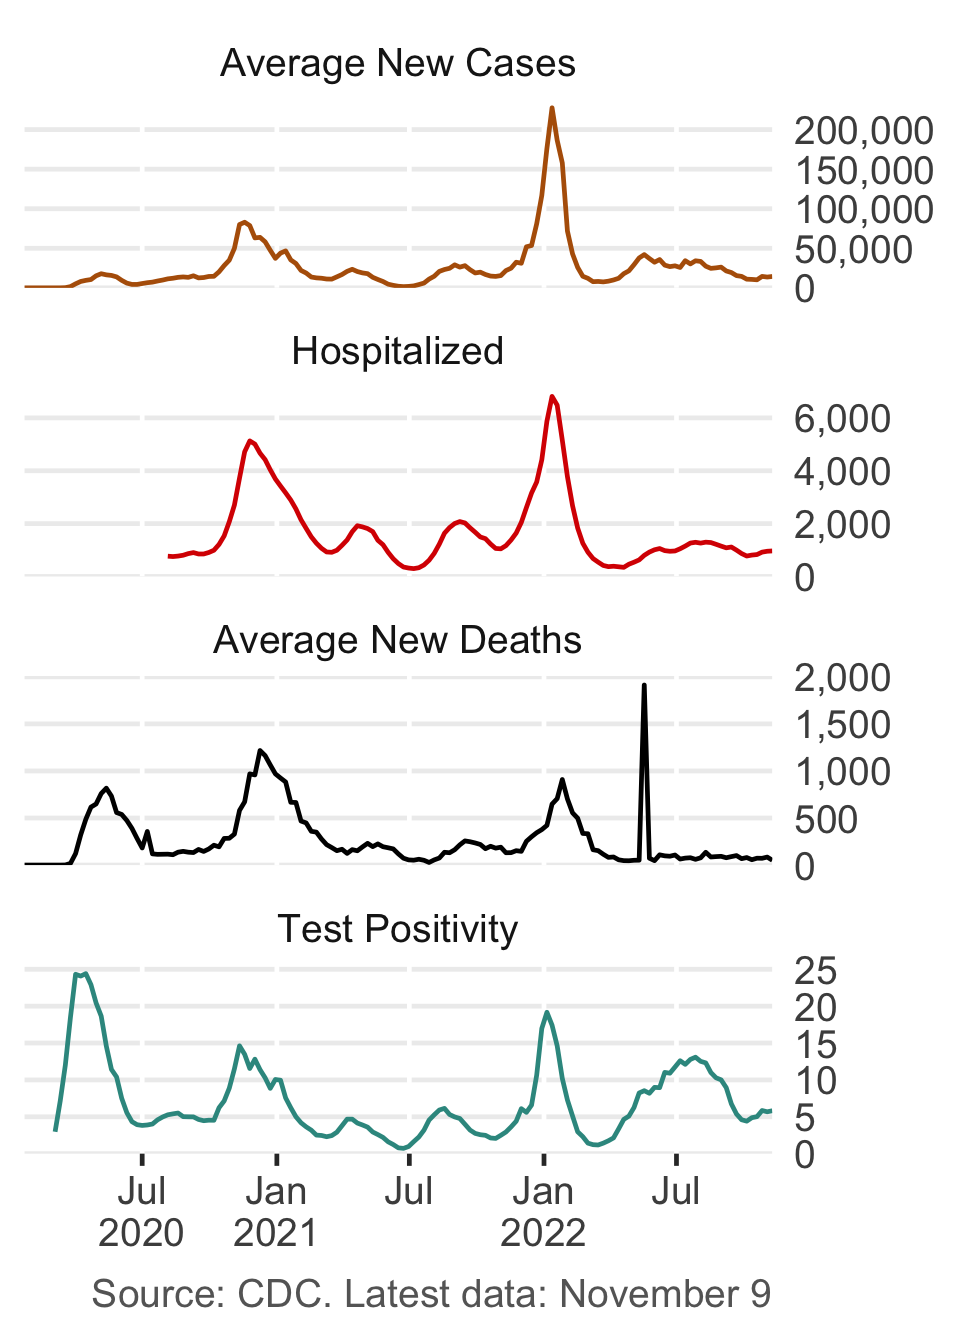 Average New Cases
200,000
150,000
100,000
50,000
0
Hospitalized
6,000
4,000
2,000
0
Average New Deaths
2,000
1,500
1,000
500
0
Test Positivity
25
20
15
10
5
0
Jul Jan Jul Jan Jul
2020 2021 2022
Source: CDC. Latest data: November 9